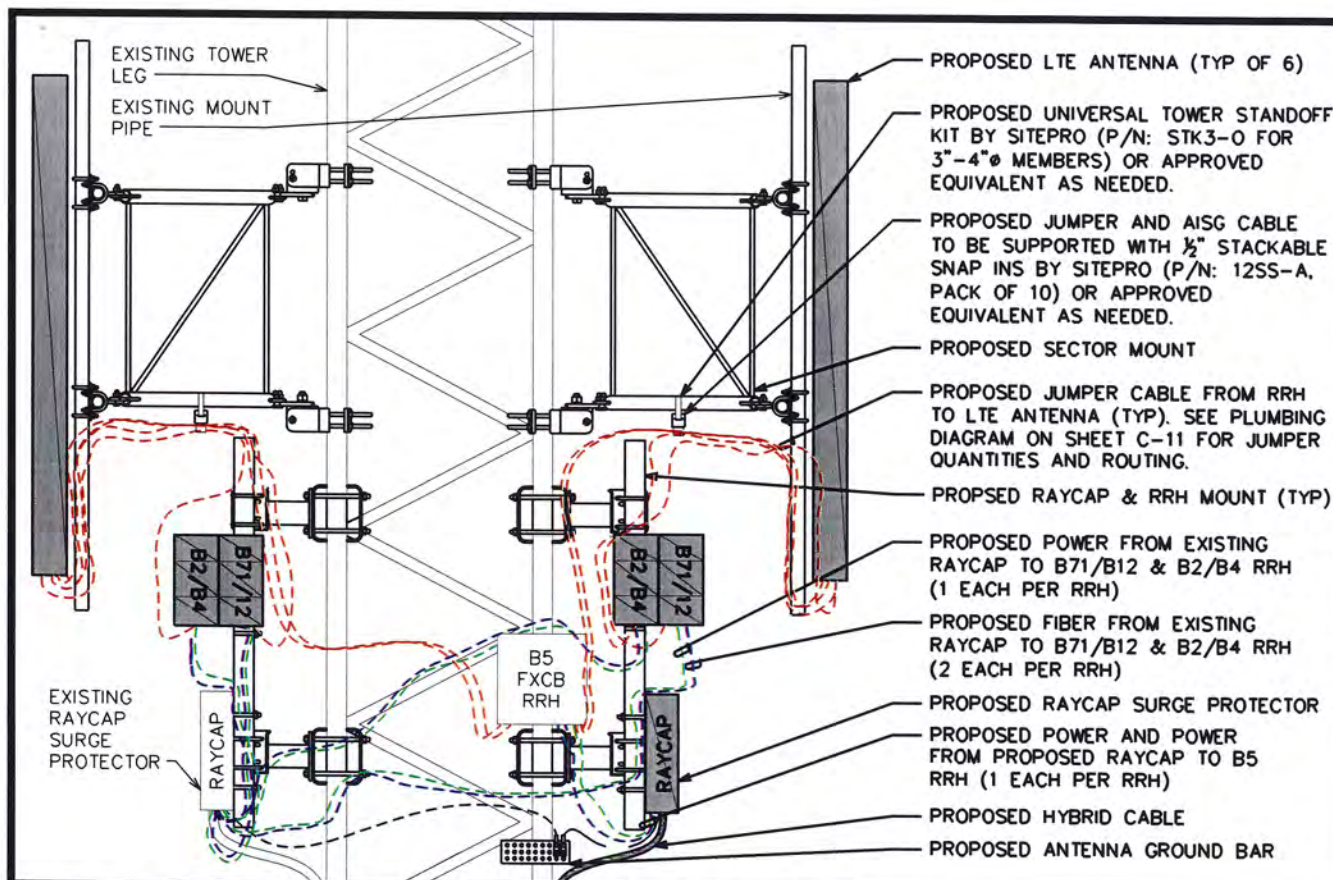 EXISTING TOWER
LEG
EXISTING MOUNT
PIPE
PROPOSED LTE ANTENNA (TYP OF 6)
PROPOSED UNIVERSAL TOWER STANDOFF
KIT BY SITEPRO (P/N: STK3-O FOR
3"-4"ø MEMBERS) OR APPROVED
EQUIVALENT AS NEEDED.
PROPOSED JUMPER AND AISG CABLE
TO BE SUPPORTED WITH ½" STACKABLE
SNAP INS BY SITEPRO (P/N: 12SS-A,
PACK OF 10) OR APPROVED
EQUIVALENT AS NEEDED.
PROPOSED SECTOR MOUNT
PROPOSED JUMPER CABLE FROM RRH
TO LTE ANTENNA (TYP). SEE PLUMBING
DIAGRAM ON SHEET C-11 FOR JUMPER
QUANTITIES AND ROUTING.
PROPSED RAYCAP & RRH MOUNT (TYP)
B2/B4
B71/12
B2/B4
B71/12
PROPOSED POWER FROM EXISTING
RAYCAP TO B71/B12 & B2/B4 RRH
(1 EACH PER RRH)
PROPOSED FIBER FROM EXISTING
RAYCAP TO B71/B12 & B2/B4 RRH
(2 EACH PER RRH)
B5
FXCB
RRH
EXISTING
RAYCAP
SURGE
PROTECTOR
RAYCAP
RAYCAP
PROPOSED RAYCAP SURGE PROTECTOR
PROPOSED POWER AND POWER
FROM PROPOSED RAYCAP TO B5
RRH (1 EACH PER RRH)
PROPOSED HYBRID CABLE
PROPOSED ANTENNA GROUND BAR